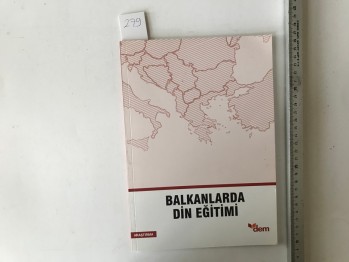 299
BALKANLARDA
DİN EĞİTİMİ
dem
ARAŞTIRMA